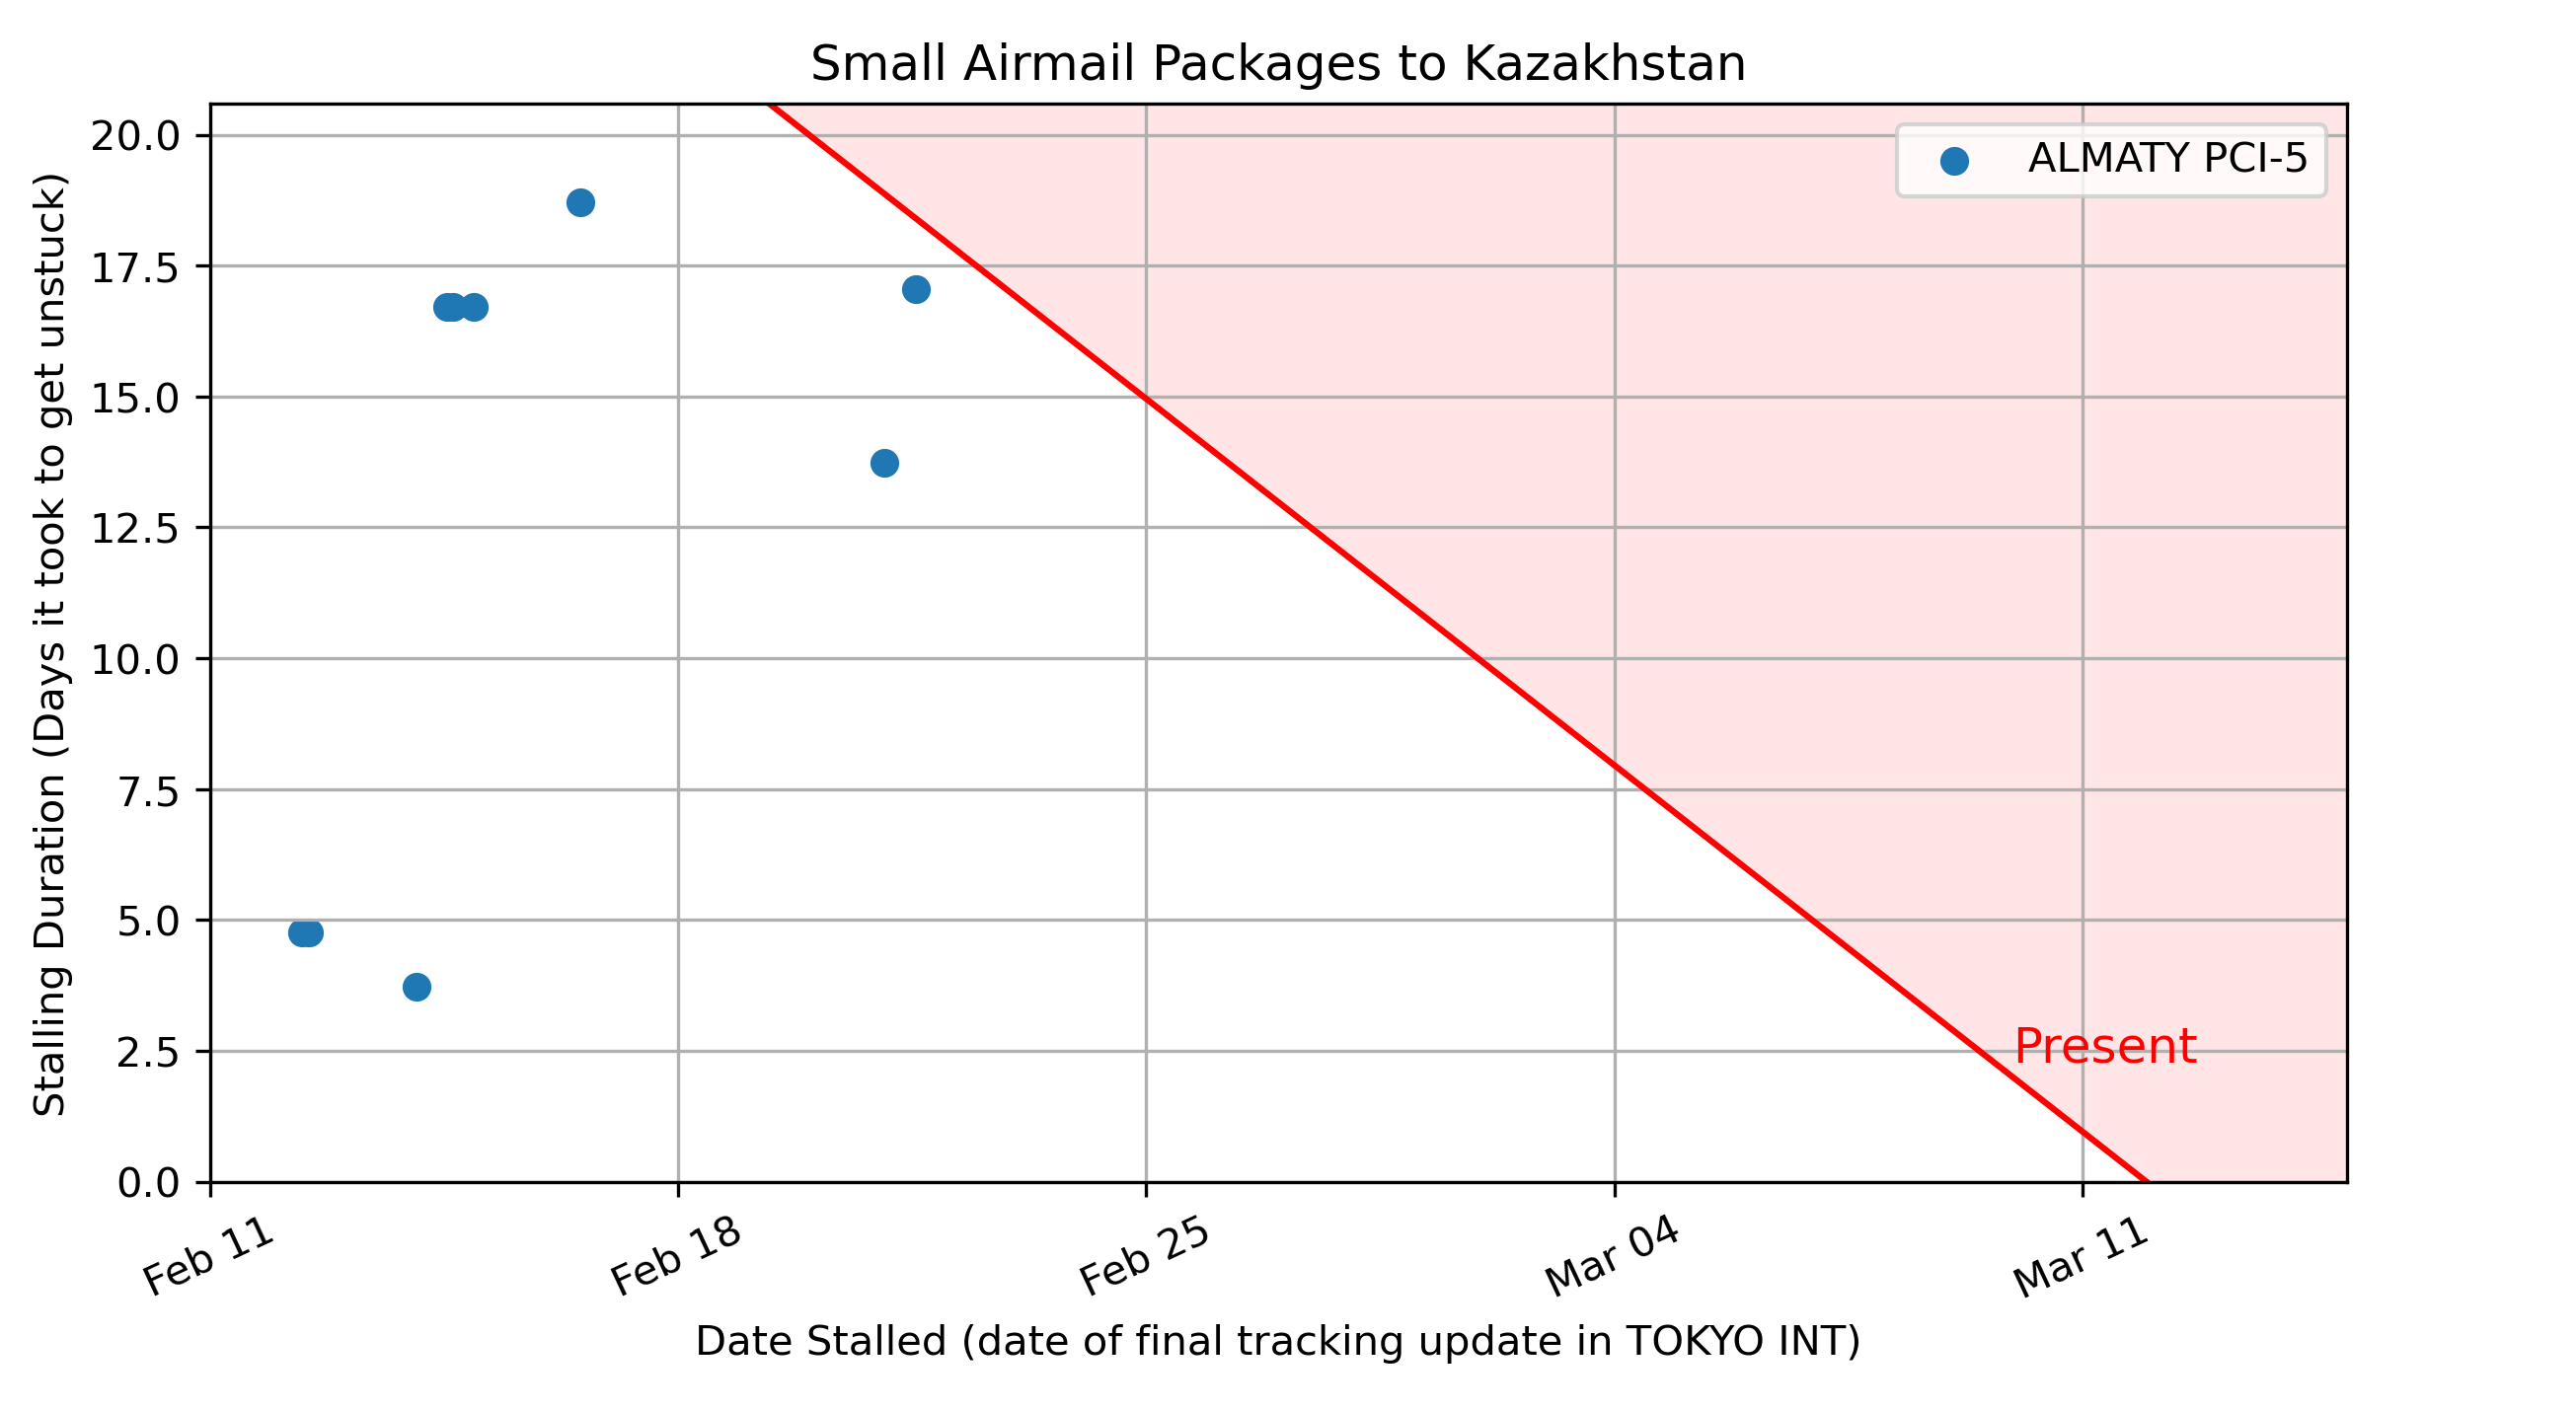 Small Airmail Packages to Kazakhstan
ALMATY PCI-5
Stalling Duration (Days it took to get unstuck)
20.0
17.5
15.0
12.5
10.0
7.5
5.0
2.5
0.0
Present
Feb 11
Feb 18
Feb 25
Mar 04
Mar 11
Date Stalled (date of final tracking update in TOKYO INT)